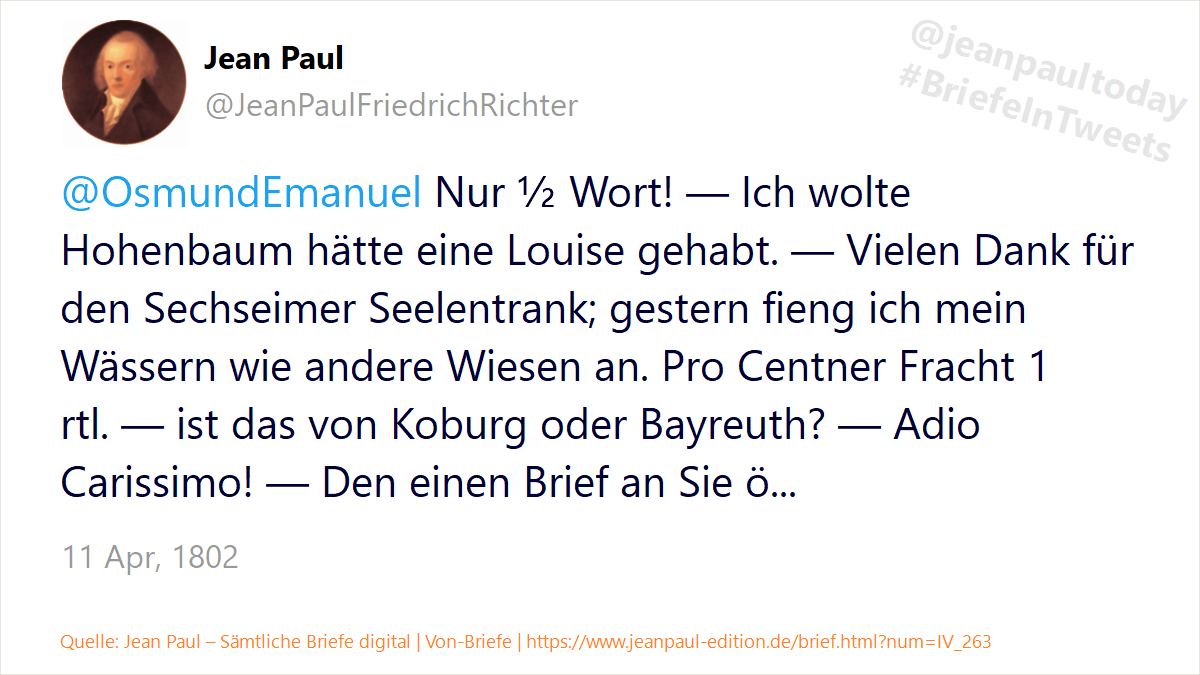 Jean Paul
@JeanPaulFriedrichRichter
@jeanpaultoday
#BriefeInTweets
@OsmundEmanuel Nur ½ Wort! — Ich wolte
Hohenbaum hätte eine Louise gehabt. — Vielen Dank für
den Sechseimer Seelentrank; gestern fieng ich mein
Wässern wie andere Wiesen an. Pro Centner Fracht 1
rtl. — ist das von Koburg oder Bayreuth? — Adio
Carissimo! — Den einen Brief an Sie ö...
11 Apr, 1802
Quelle: Jean Paul – Sämtliche Briefe digital | Von-Briefe | https://www.jeanpaul-edition.de/brief.html?num=IV_263